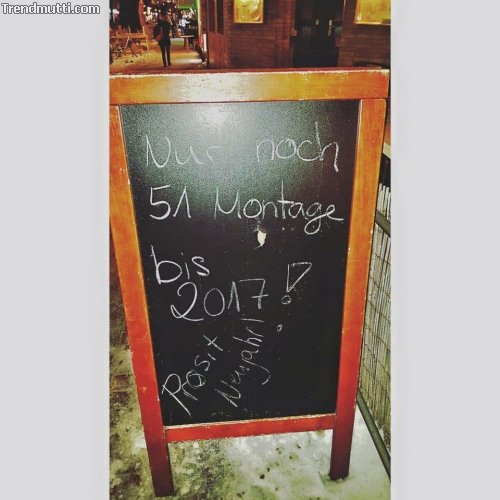 Trendmutti.com
Nur noch
51 Montage
bis
2017!
Prosit
Neujahr!